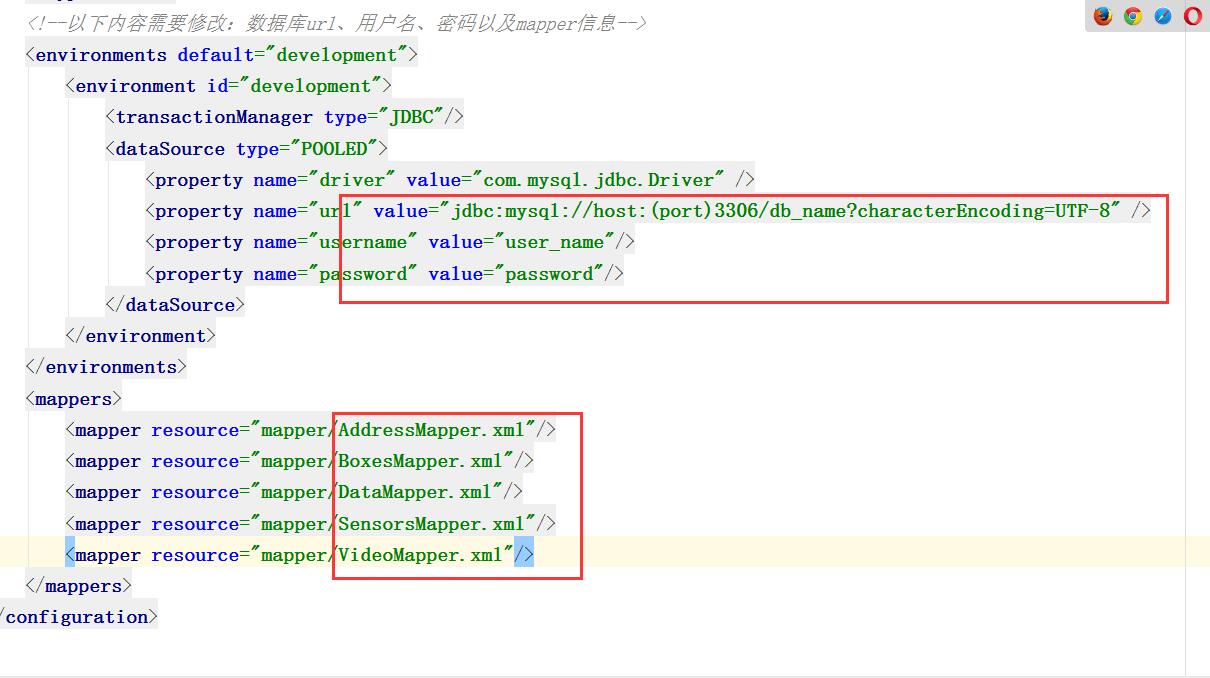 <!--以下内容需要修改：数据库url、用户名、密码以及mapper信息-->
<environments default="development">
<environment id="development">
<transactionManager type="JDBC"/>
<dataSource type="POOLED">
<property name="driver" value="com.mysql.jdbc.Driver" />
<property name="url" value="jdbc:mysql://host:(port)3306/db_name?characterEncoding=UTF-8" />
<property name="username" value="user_name"/>
<property name="password" value="password"/>
</dataSource>
</environment>
</environments>
<mappers>
<mapper resource="mapper/AddressMapper.xml"/>
<mapper resource="mapper/BoxesMapper.xml"/>
<mapper resource="mapper/DataMapper.xml"/>
<mapper resource="mapper/SensorsMapper.xml"/>
<mapper resource="mapper/VideoMapper.xml"/>
</mappers>
/configuration>